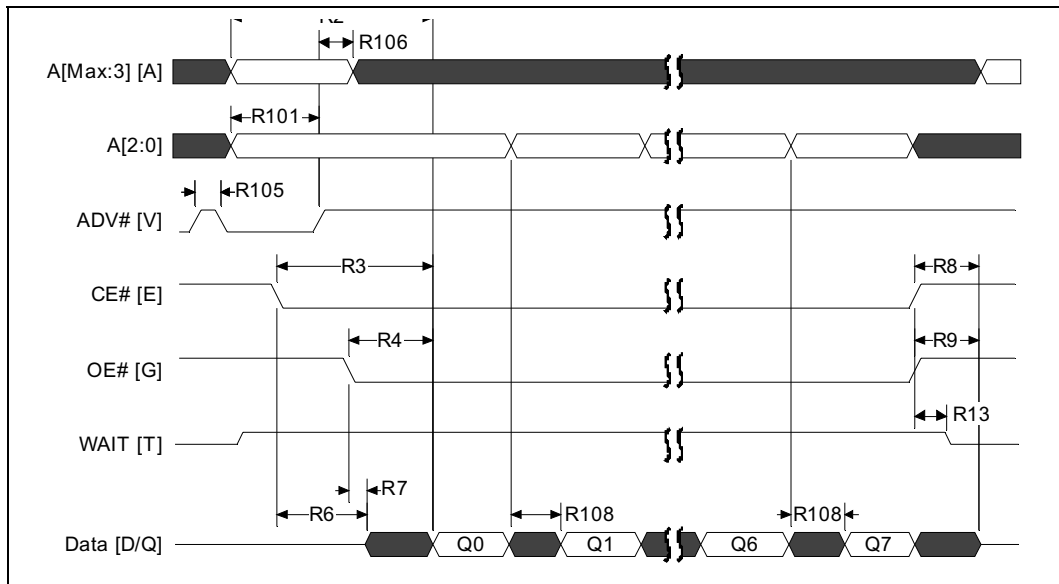 R2
R106
A[Max:3] [A]
R101
A[2:0]
R105
ADV# [V]
R3
R8
CE# [E]
R4
R9
OE# [G]
R13
WAIT [T]
R7
R6
R108
R108
Data [D/Q]
Q0
Q1
Q6
Q7